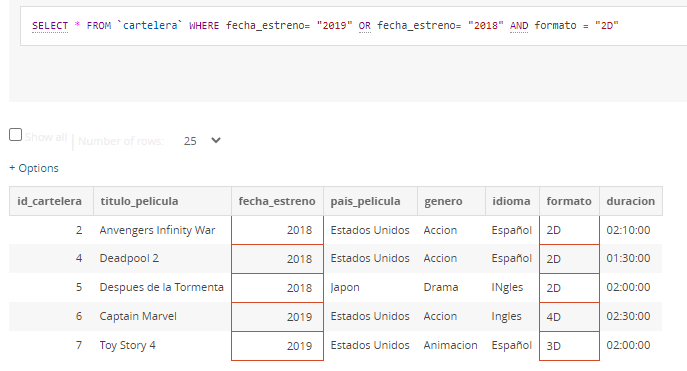 SELECT * FROM `cartelera` WHERE fecha_estreno= "2019" OR fecha_estreno= "2018" AND formato = "2D"
Show all | Number of rows: 25
+ Options
id_cartelera titulo_pelicula fecha_estreno pais_pelicula genero idioma formato duracion
2 Anvengers Infinity War 2018 Estados Unidos Accion Español 2D 02:10:00
4 Deadpool 2 2018 Estados Unidos Accion Español 2D 01:30:00
5 Despues de la Tormenta 2018 Japon Drama INgles 2D 02:00:00
6 Captain Marvel 2019 Estados Unidos Accion Ingles 4D 02:30:00
7 Toy Story 4 2019 Estados Unidos Animacion Español 3D 02:00:00